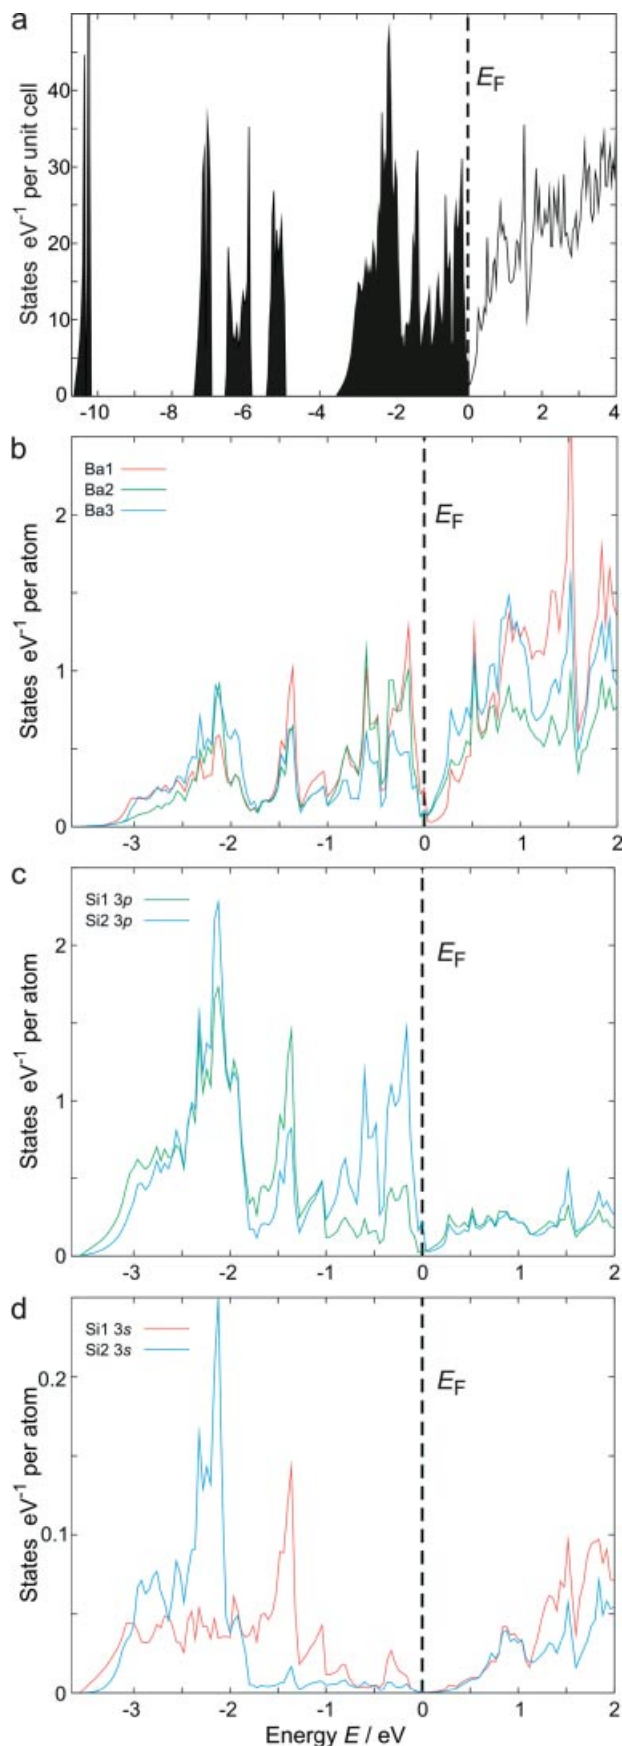 a
States eV⁻¹ per unit cell
40
30
20
10
0
E_F
-10 -8 -6 -4 -2 0 2 4
b
Ba1
Ba2
Ba3
E_F
States eV⁻¹ per atom
2
1
0
-3 -2 -1 0 1 2
c
Si1 3p
Si2 3p
E_F
States eV⁻¹ per atom
2
1
0
-3 -2 -1 0 1 2
d
Si1 3s
Si2 3s
E_F
States eV⁻¹ per atom
0.2
0.1
0
-3 -2 -1 0 1 2
Energy E / eV